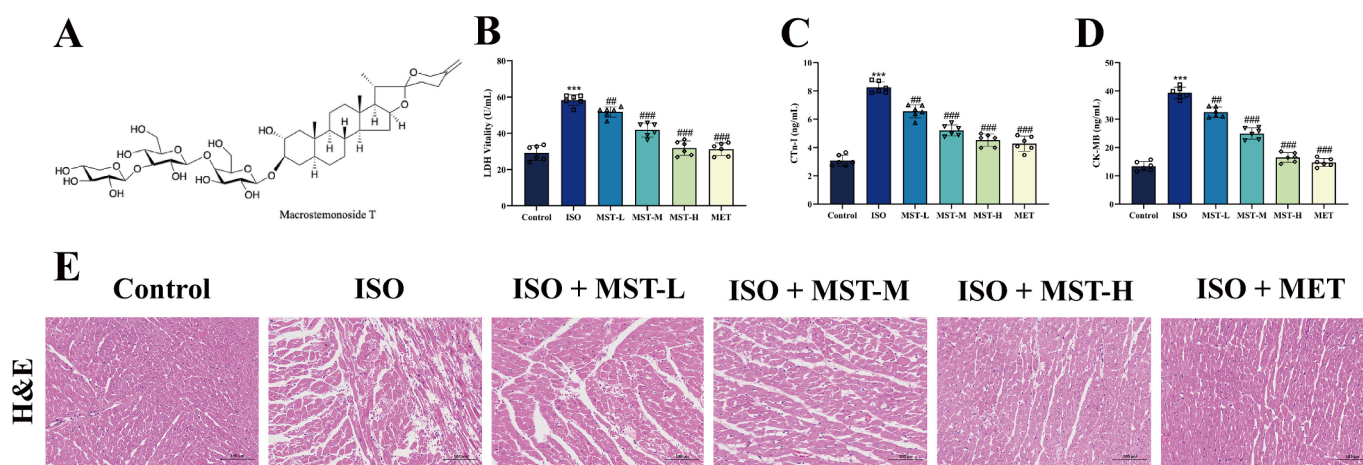 A
HO
HO
OH
HO
OH
OH
OH
HO
O
O
OH
OH
O
O
OH
O
HO
H
H
H
H
H
O
O
Macrostemonoside T
B
LDH Vitality (U/mL)
80
60
40
20
0
***
##
###
###
###
Control ISO MST-L MST-M MST-H MET
C
CTn-I (ng/mL)
10
8
6
4
2
0
***
##
###
###
###
Control ISO MST-L MST-M MST-H MET
D
CK-MB (ng/mL)
50
40
30
20
10
0
***
##
###
###
###
Control ISO MST-L MST-M MST-H MET
E
Control ISO ISO + MST-L ISO + MST-M ISO + MST-H ISO + MET
H&E